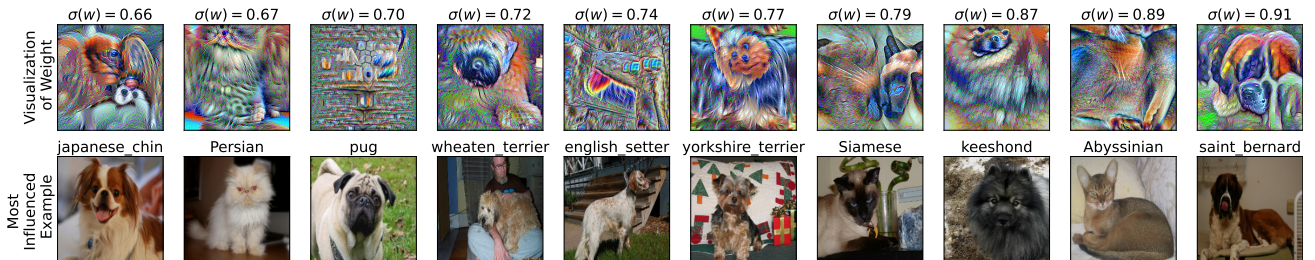 σ(w) = 0.66 σ(w) = 0.67 σ(w) = 0.70 σ(w) = 0.72 σ(w) = 0.74 σ(w) = 0.77 σ(w) = 0.79 σ(w) = 0.87 σ(w) = 0.89 σ(w) = 0.91
Visualization
of Weight
japanese_chin Persian pug wheaten_terrier english_setter yorkshire_terrier Siamese keeshond Abyssinian saint_bernard
Most
Influenced
Example